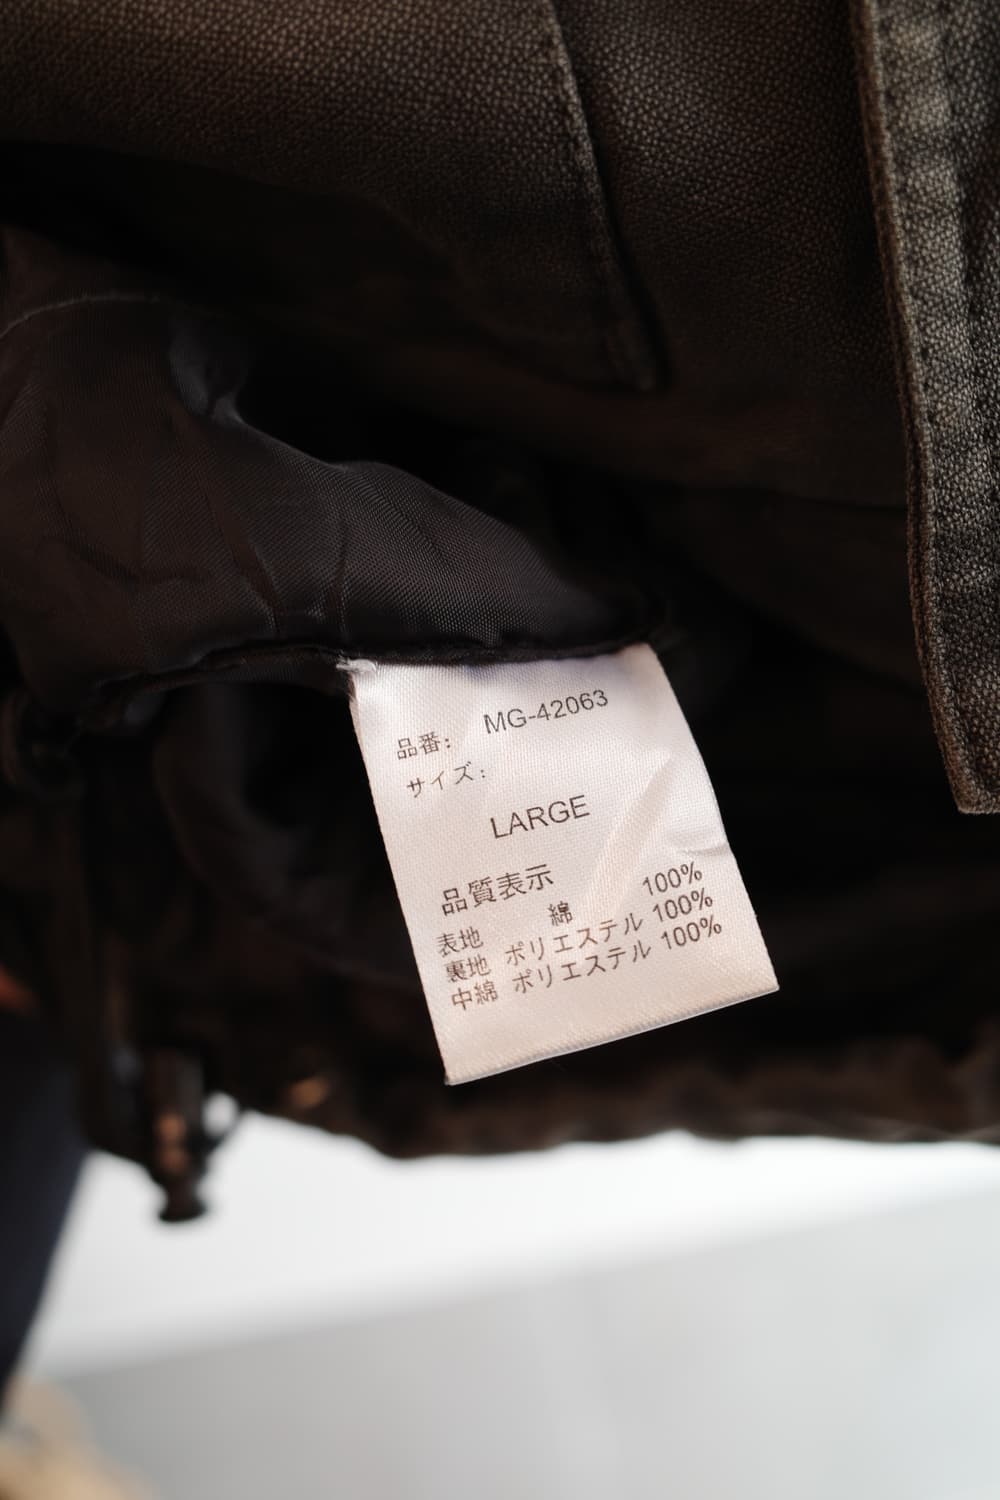 品番: MG-42063
サイズ:
LARGE
品質表示
表地 綿 100%
裏地 ポリエステル 100%
中綿 ポリエステル 100%